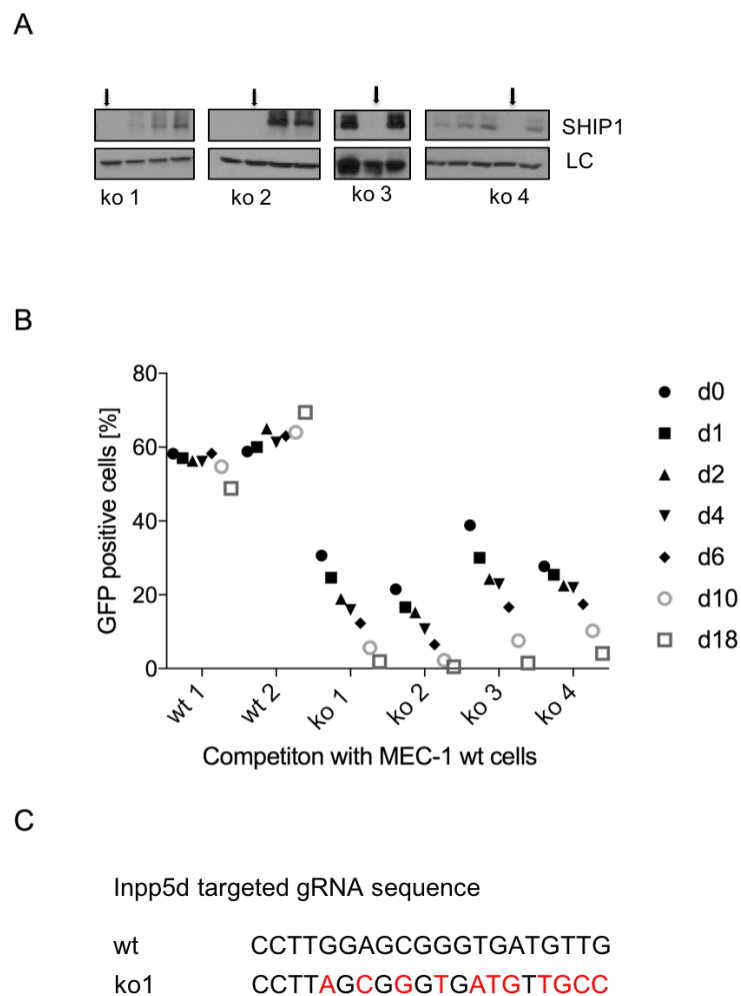 A
SHIP1
LC
ko 1 ko 2 ko 3 ko 4
B
GFP positive cells [%]
80
60
40
20
0
wt 1 wt 2 ko 1 ko 2 ko 3 ko 4
Competiton with MEC-1 wt cells
d0
d1
d2
d4
d6
d10
d18
C
Inpp5d targeted gRNA sequence
wt CCTTGGAGCGGGTGATGTTG
ko1 CCTTAGCGGGTGATGTTGCC